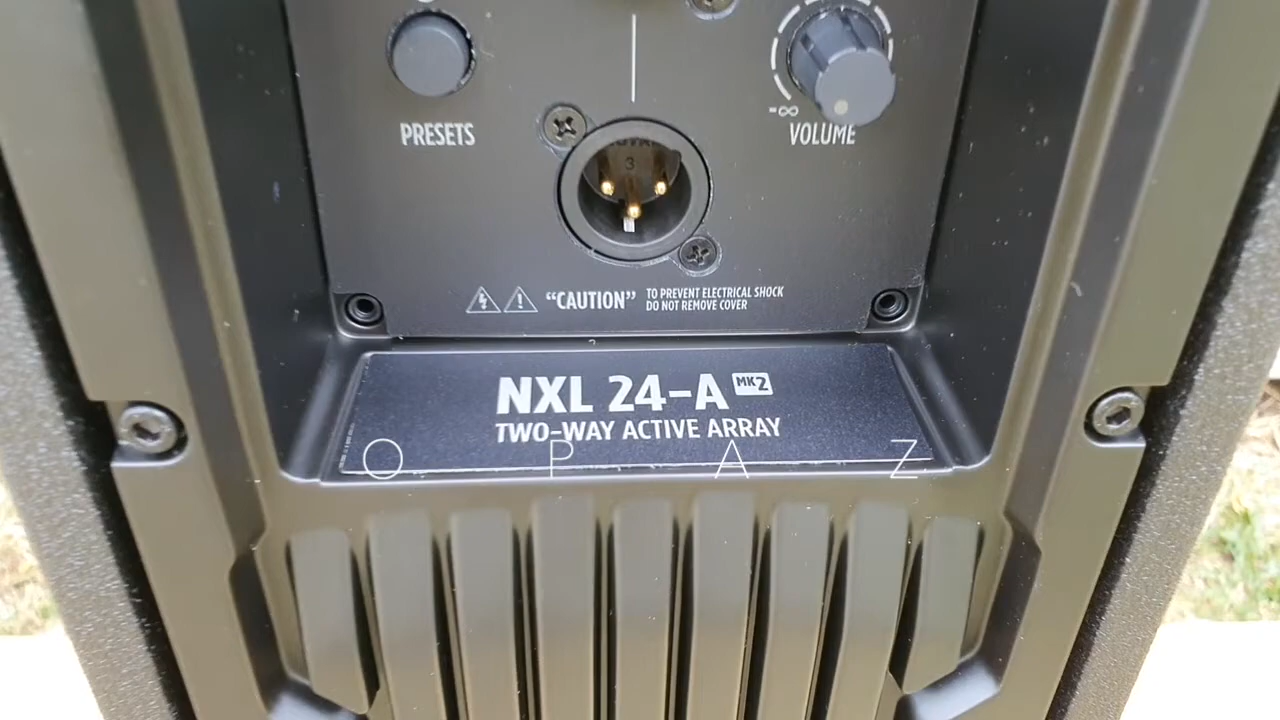 PRESETS
-∞
VOLUME
3
“CAUTION”
TO PREVENT ELECTRICAL SHOCK
DO NOT REMOVE COVER
NXL 24-A MK2
TWO-WAY ACTIVE ARRAY
O P A Z